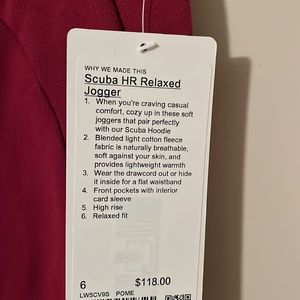 WHY WE MADE THIS
Scuba HR Relaxed
Jogger
1. When you're craving casual
comfort, cozy up in these soft
joggers that pair perfectly
with our Scuba Hoodie
2. Blended light cotton fleece
fabric is naturally breathable,
soft against your skin, and
provides lightweight warmth
3. Wear the drawcord out or hide
it inside for a flat waistband
4. Front pockets with interior
card sleeve
5. High rise
6. Relaxed fit
6 $118.00
LW5CV9S POME